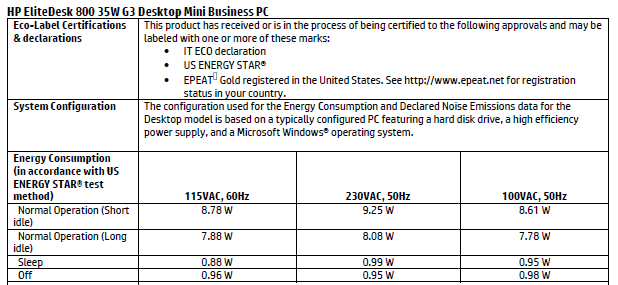 HP EliteDesk 800 35W G3 Desktop Mini Business PC
Eco-Label Certifications & declarations
This product has received or is in the process of being certified to the following approvals and may be
labeled with one or more of these marks:
• IT ECO declaration
• US ENERGY STAR®
• EPEAT▯ Gold registered in the United States. See http://www.epeat.net for registration
status in your country.
System Configuration
The configuration used for the Energy Consumption and Declared Noise Emissions data for the
Desktop model is based on a typically configured PC featuring a hard disk drive, a high efficiency
power supply, and a Microsoft Windows® operating system.
Energy Consumption
(in accordance with US
ENERGY STAR® test
method) 115VAC, 60Hz 230VAC, 50Hz 100VAC, 50Hz
Normal Operation (Short idle) 8.78 W 9.25 W 8.61 W
Normal Operation (Long idle) 7.88 W 8.08 W 7.78 W
Sleep 0.88 W 0.99 W 0.95 W
Off 0.96 W 0.95 W 0.98 W